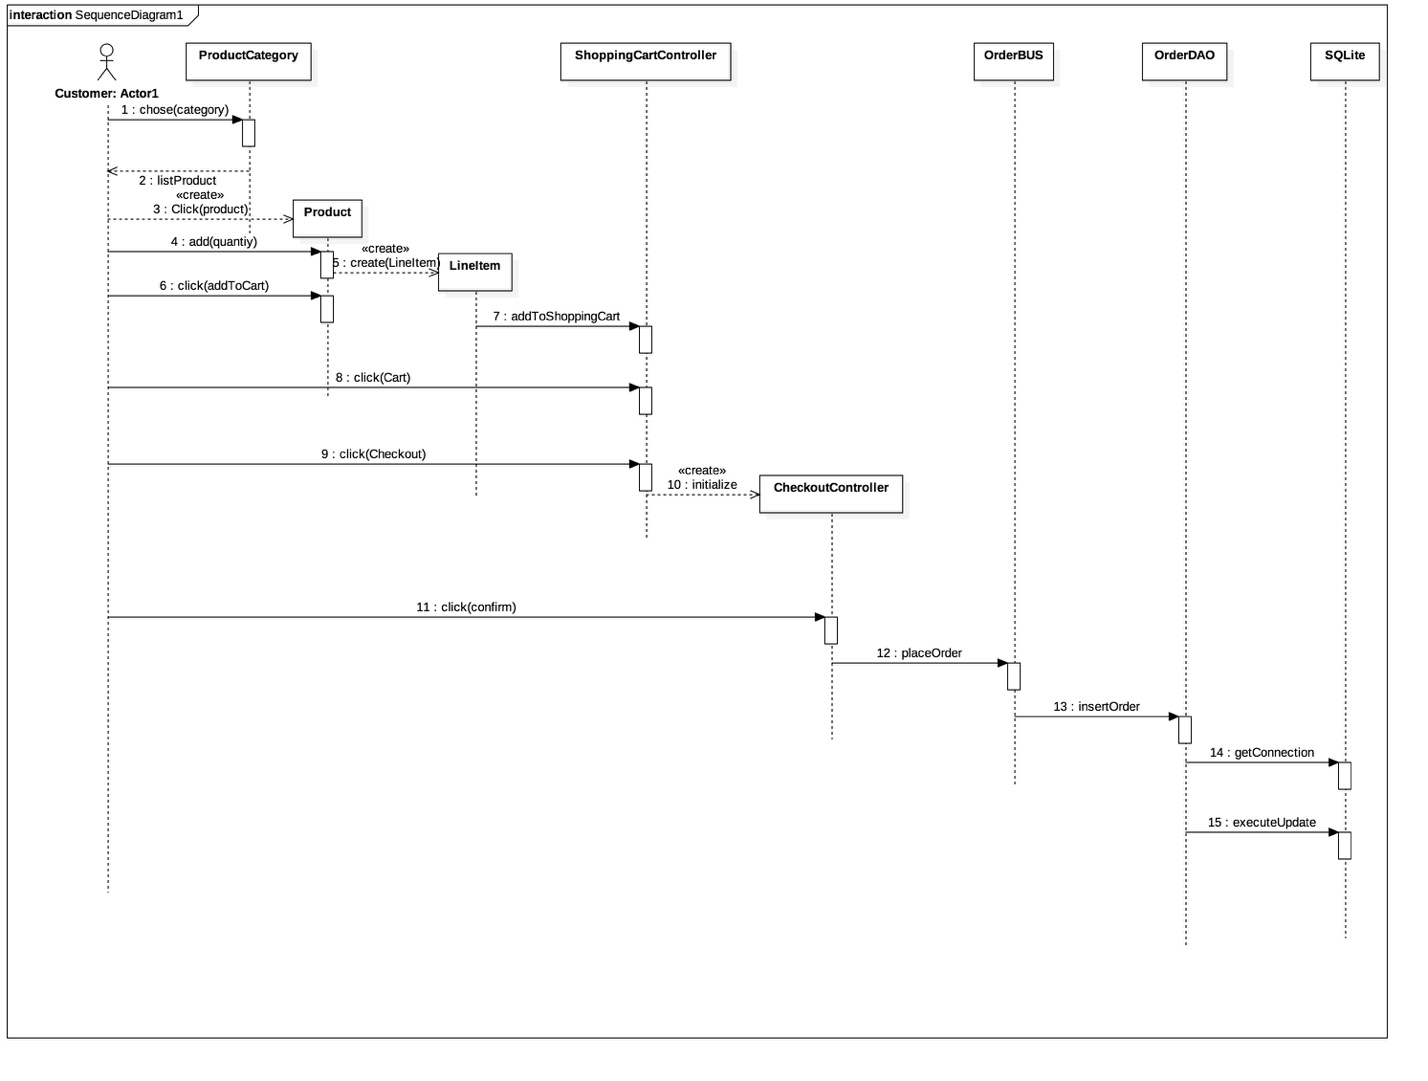 interaction SequenceDiagram1
ProductCategory
ShoppingCartController
OrderBUS
OrderDAO
SQLite
Customer: Actor1
1 : chose(category)
2 : listProduct
«create»
3 : Click(product)
Product
4 : add(quantiy)
«create»
5 : create(LineItem)
LineItem
6 : click(addToCart)
7 : addToShoppingCart
8 : click(Cart)
9 : click(Checkout)
«create»
10 : initialize
CheckoutController
11 : click(confirm)
12 : placeOrder
13 : insertOrder
14 : getConnection
15 : executeUpdate